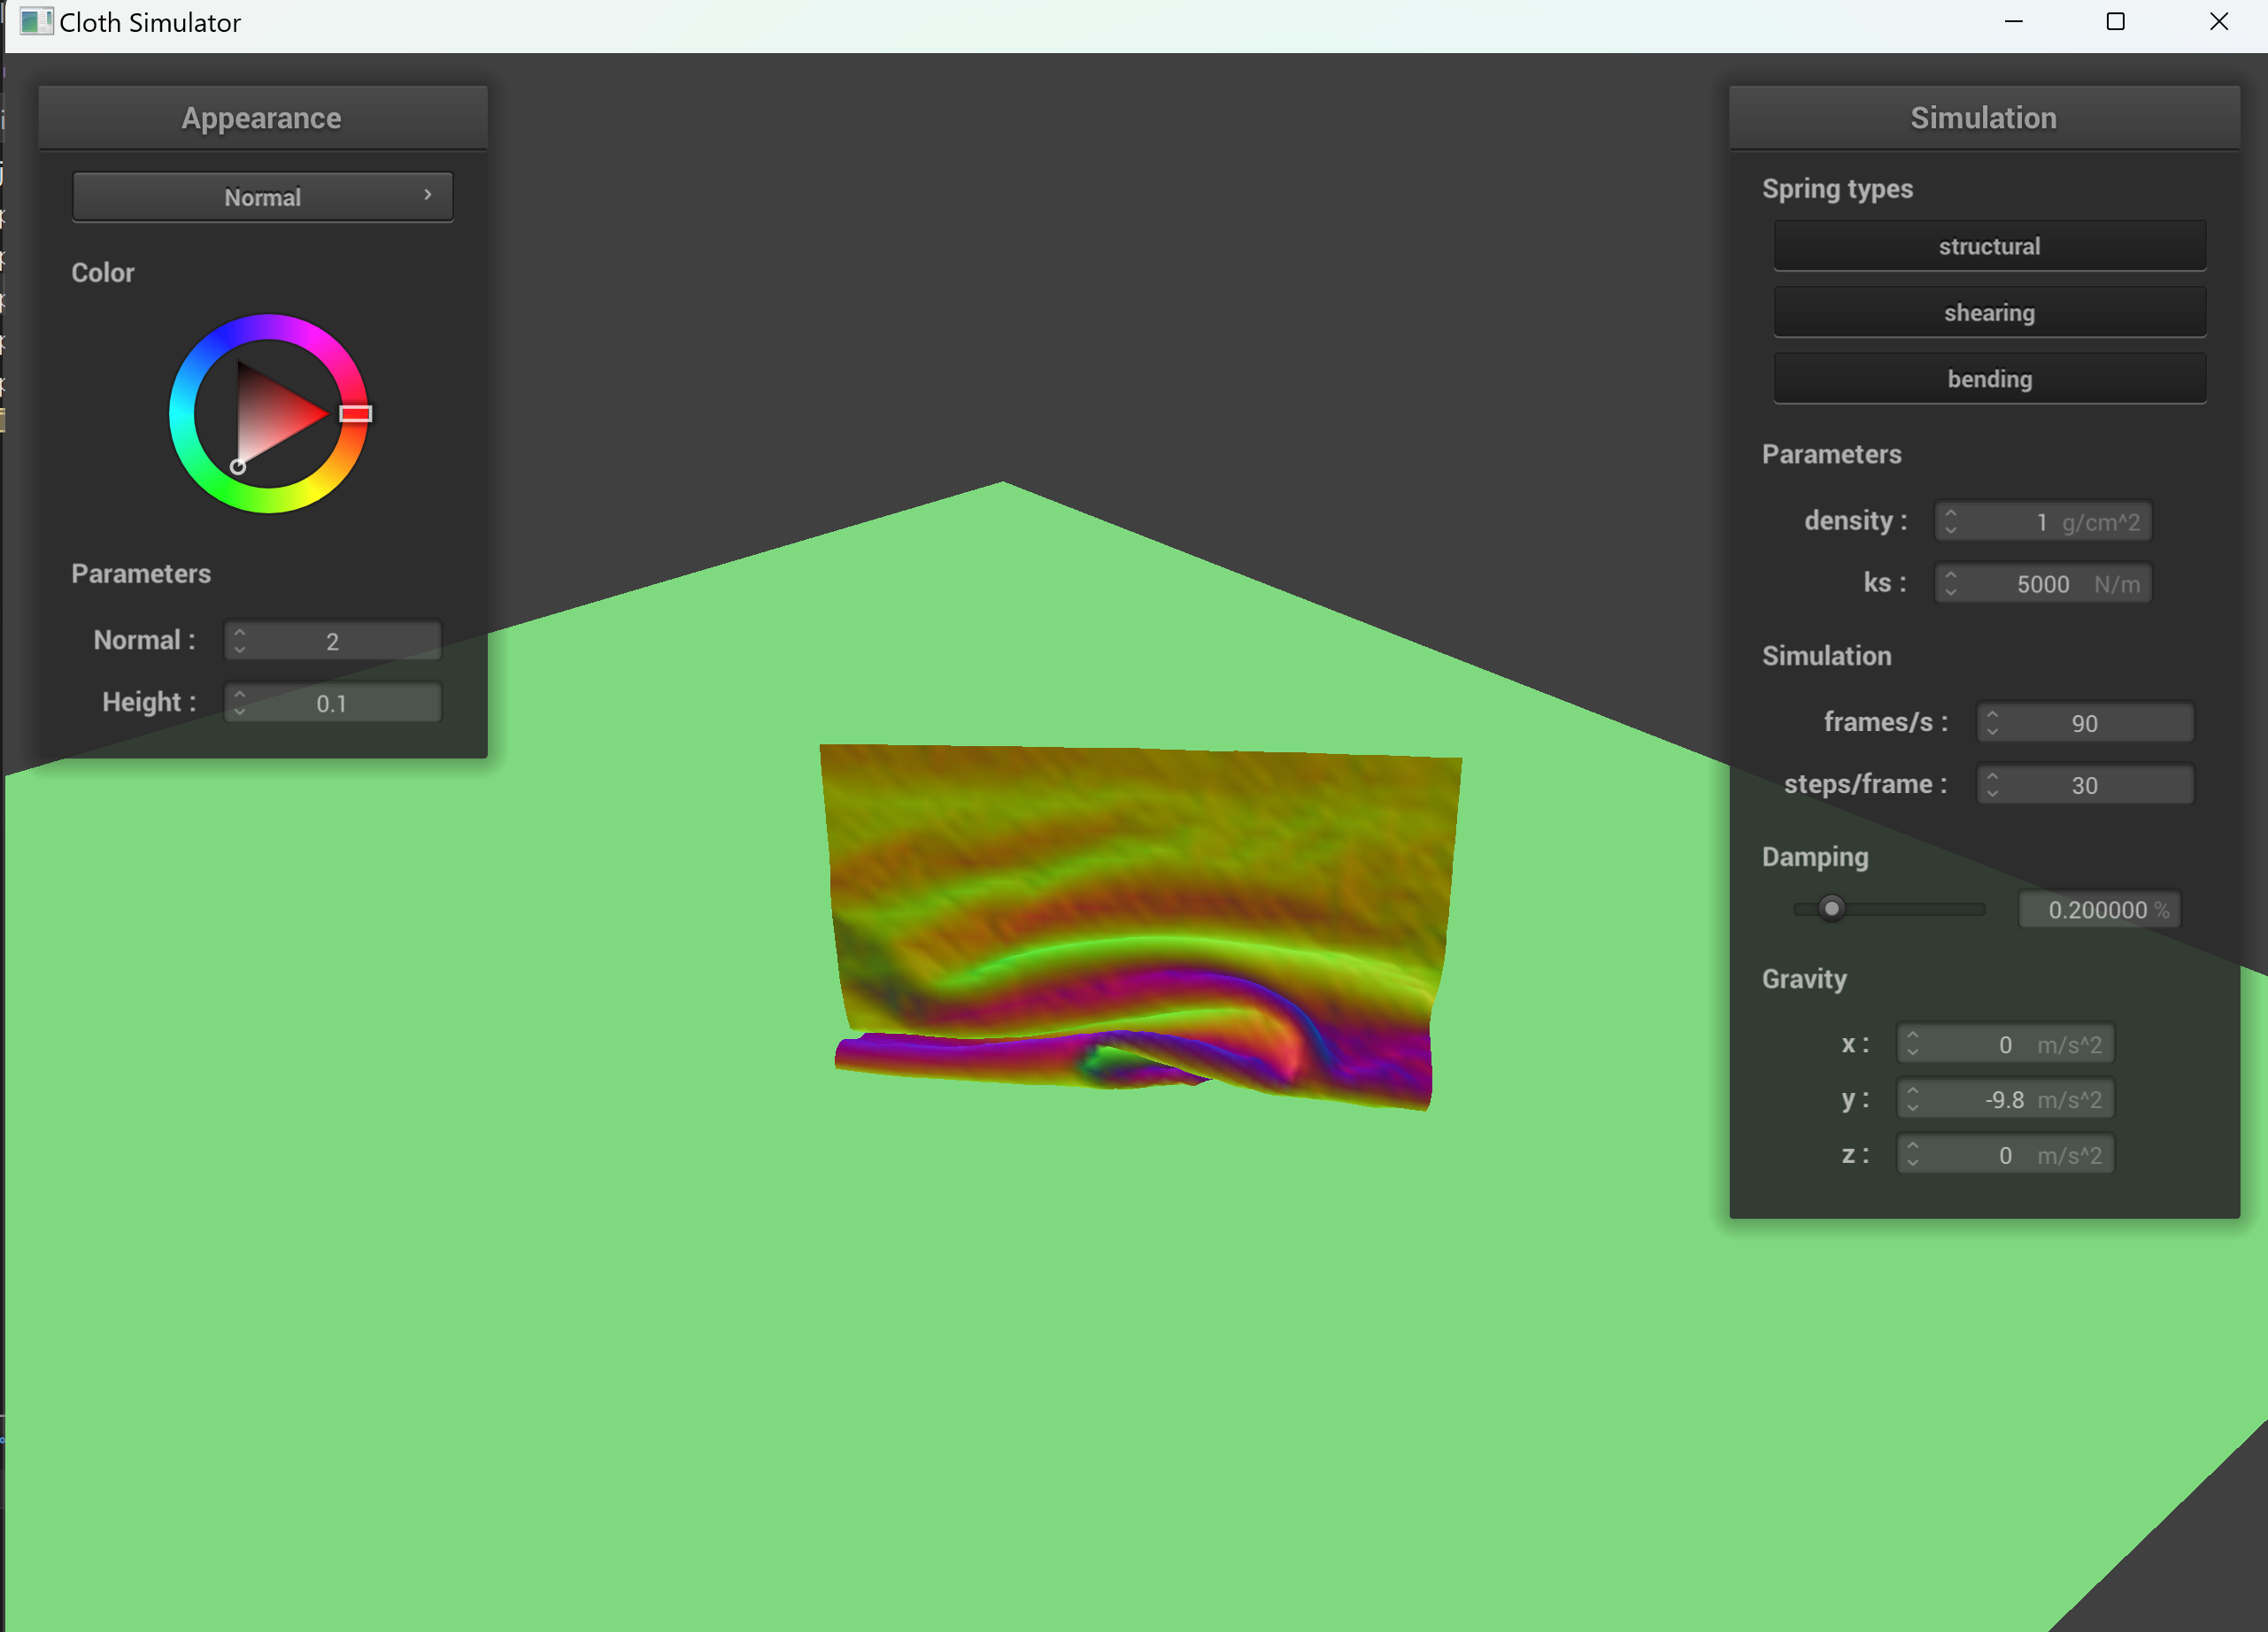 Cloth Simulator
Appearance
Normal
Color
Parameters
Normal :
2
Height :
0.1
Simulation
Spring types
structural
shearing
bending
Parameters
density :
1 g/cm^2
ks :
5000 N/m
Simulation
frames/s :
90
steps/frame :
30
Damping
0.200000 %
Gravity
x :
0 m/s^2
y :
-9.8 m/s^2
z :
0 m/s^2